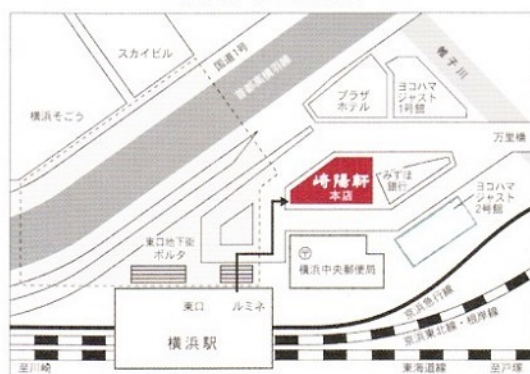 スカイビル
国道1号
首都高横羽線
横浜そごう
プラザ
ホテル
ヨコハマ
ジャスト
1号館
帷子川
万里橋
崎陽軒
本店
みずほ
銀行
ヨコハマ
ジャスト
2号館
東口地下街
ポルタ
〒
横浜中央郵便局
東口
ルミネ
横浜駅
京浜急行線
京浜東北線・根岸線
至川崎
東海道線
至戸塚